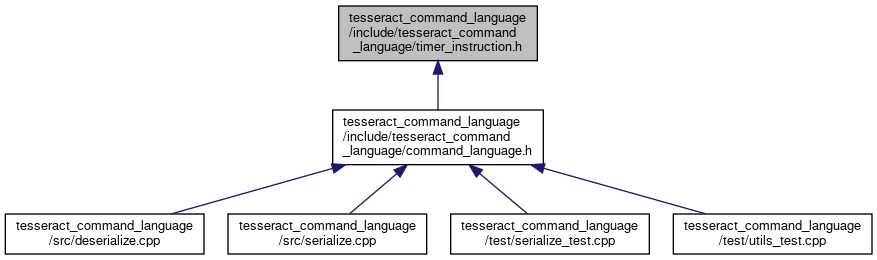 tesseract_command_language
/include/tesseract_command
_language/timer_instruction.h
tesseract_command_language
/include/tesseract_command
_language/command_language.h
tesseract_command_language
/src/deserialize.cpp
tesseract_command_language
/src/serialize.cpp
tesseract_command_language
/test/serialize_test.cpp
tesseract_command_language
/test/utils_test.cpp